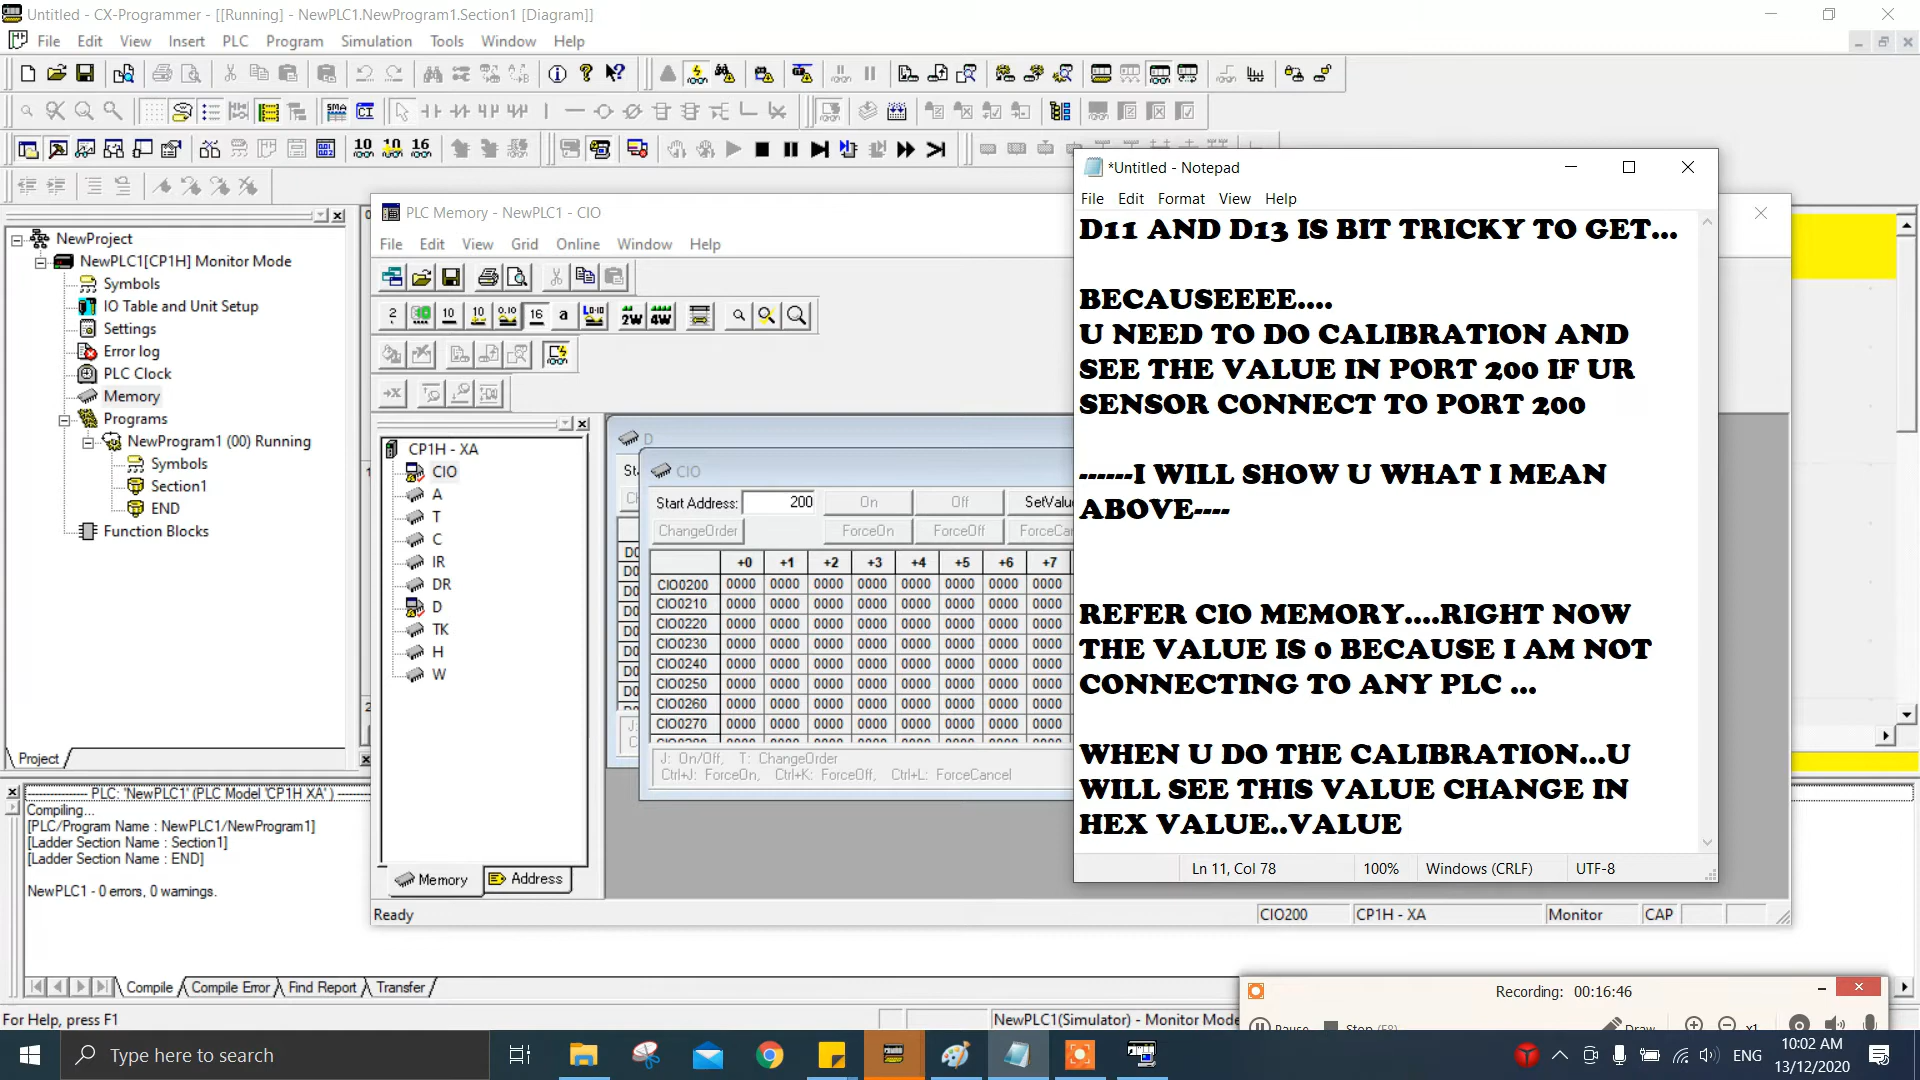 Untitled - CX-Programmer - [[Running] - NewPLC1.NewProgram1.Section1 [Diagram]]
File Edit View Insert PLC Program Simulation Tools Window Help
NewProject
NewPLC1[CP1H] Monitor Mode
Symbols
IO Table and Unit Setup
Settings
Error log
PLC Clock
Memory
Programs
NewProgram1 (00) Running
Symbols
Section1
END
Function Blocks
Project
PLC Memory - NewPLC1 - CIO
File Edit View Grid Online Window Help
CP1H - XA
CIO
A
T
C
IR
DR
D
TK
H
W
Memory Address
D
CIO
Start Address: 200 On Off SetValu
ChangeOrder ForceOn ForceOff ForceCa
+0 +1 +2 +3 +4 +5 +6 +7
CIO0200 0000 0000 0000 0000 0000 0000 0000 0000
CIO0210 0000 0000 0000 0000 0000 0000 0000 0000
CIO0220 0000 0000 0000 0000 0000 0000 0000 0000
CIO0230 0000 0000 0000 0000 0000 0000 0000 0000
CIO0240 0000 0000 0000 0000 0000 0000 0000 0000
CIO0250 0000 0000 0000 0000 0000 0000 0000 0000
CIO0260 0000 0000 0000 0000 0000 0000 0000 0000
CIO0270 0000 0000 0000 0000 0000 0000 0000 0000
J: On/Off, T: ChangeOrder
Ctrl+J: ForceOn, Ctrl+K: ForceOff, Ctrl+L: ForceCancel
Ready CIO200 CP1H - XA Monitor CAP
*Untitled - Notepad
File Edit Format View Help
D11 AND D13 IS BIT TRICKY TO GET...
BECAUSEEEE....
U NEED TO DO CALIBRATION AND
SEE THE VALUE IN PORT 200 IF UR
SENSOR CONNECT TO PORT 200
------I WILL SHOW U WHAT I MEAN
ABOVE----
REFER CIO MEMORY....RIGHT NOW
THE VALUE IS 0 BECAUSE I AM NOT
CONNECTING TO ANY PLC ...
WHEN U DO THE CALIBRATION...U
WILL SEE THIS VALUE CHANGE IN
HEX VALUE..VALUE
Ln 11, Col 78 100% Windows (CRLF) UTF-8
PLC: 'NewPLC1' (PLC Model 'CP1H XA')
Compiling...
[PLC/Program Name : NewPLC1/NewProgram1]
[Ladder Section Name : Section1]
[Ladder Section Name : END]
NewPLC1 - 0 errors, 0 warnings.
Compile Compile Error Find Report Transfer
For Help, press F1 NewPLC1(Simulator) - Monitor Mode
Recording: 00:16:46
Pause Stop (F8) Draw x1
Type here to search
ENG
10:02 AM
13/12/2020